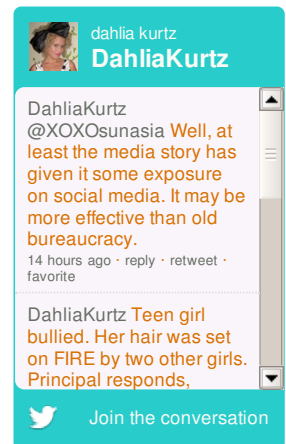 dahlia kurtz
DahliaKurtz
DahliaKurtz
@XOXOsunasia Well, at
least the media story has
given it some exposure
on social media. It may be
more effective than old
bureaucracy.
14 hours ago · reply · retweet ·
favorite
DahliaKurtz Teen girl
bullied. Her hair was set
on FIRE by two other girls.
Principal responds,
Join the conversation